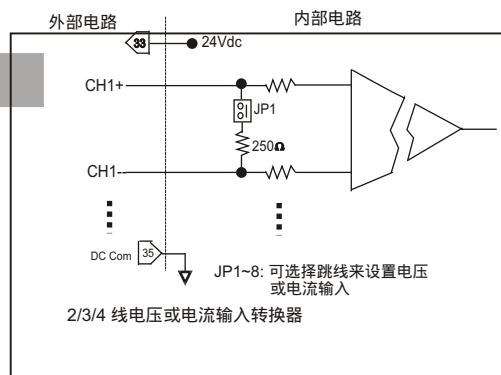 外部电路
内部电路
33
24Vdc
CH1+
JP1
250Ω
CH1--
DC Com
35
JP1~8: 可选择跳线来设置电压
或电流输入
2/3/4 线电压或电流输入转换器